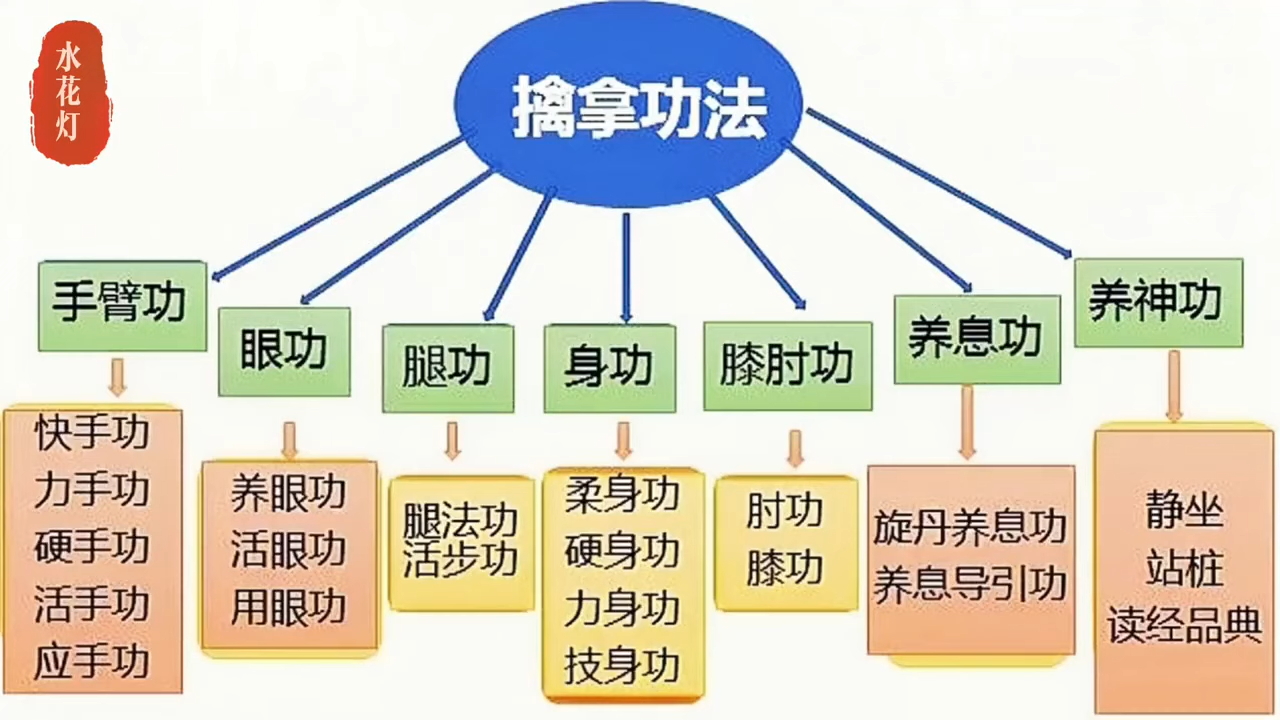 水花灯
擒拿功法
手臂功
眼功
腿功
身功
膝肘功
养息功
养神功
快手功
力手功
硬手功
活手功
应手功
养眼功
活眼功
用眼功
腿法功
活步功
柔身功
硬身功
力身功
技身功
肘功
膝功
旋丹养息功
养息导引功
静坐
站桩
读经品典